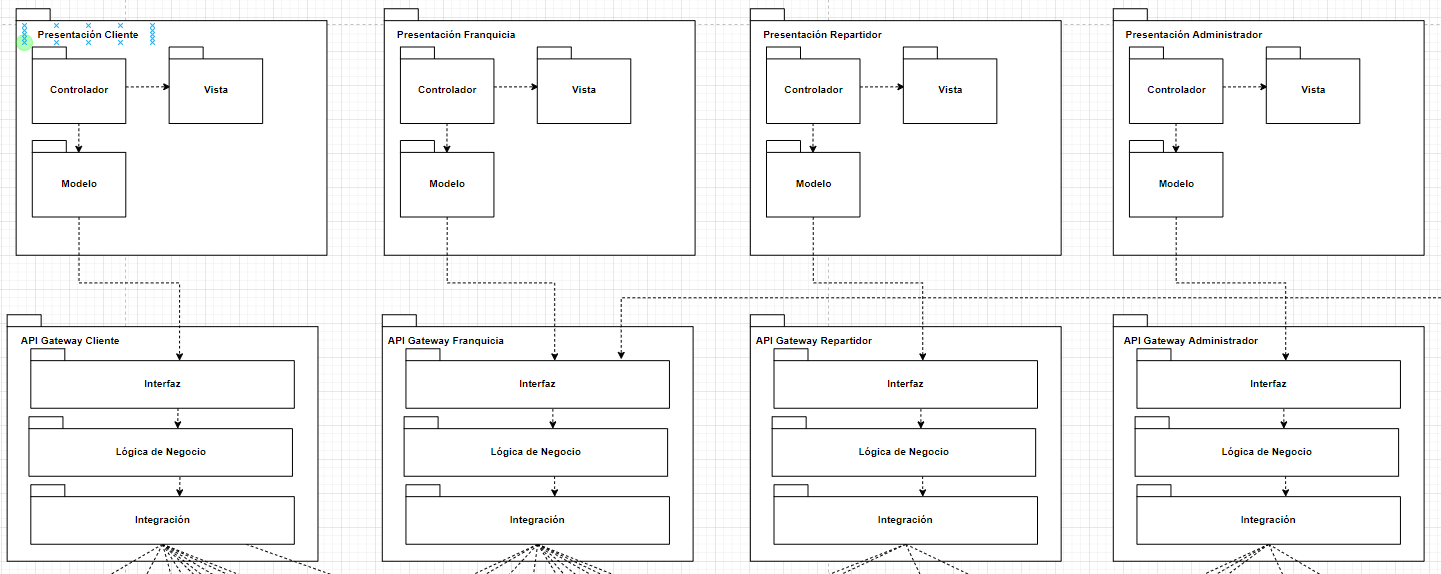 Presentación Cliente
Controlador
Vista
Modelo
Presentación Franquicia
Controlador
Vista
Modelo
Presentación Repartidor
Controlador
Vista
Modelo
Presentación Administrador
Controlador
Vista
Modelo
API Gateway Cliente
Interfaz
Lógica de Negocio
Integración
API Gateway Franquicia
Interfaz
Lógica de Negocio
Integración
API Gateway Repartidor
Interfaz
Lógica de Negocio
Integración
API Gateway Administrador
Interfaz
Lógica de Negocio
Integración